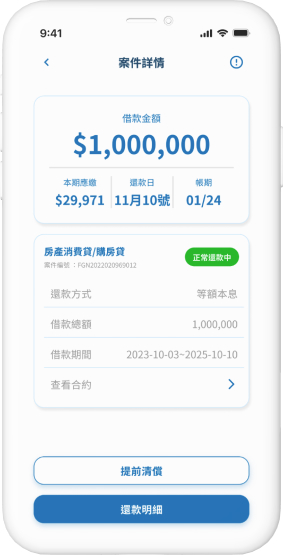 9:41
案件詳情
借款金額
$1,000,000
本期應繳 還款日 帳期
$29,971 11月10號 01/24
房產消費貸/購房貸
案件編號：FGN2022020969012
正常還款中
還款方式 等額本息
借款總額 1,000,000
借款期間 2023-10-03~2025-10-10
查看合約
提前清償
還款明細